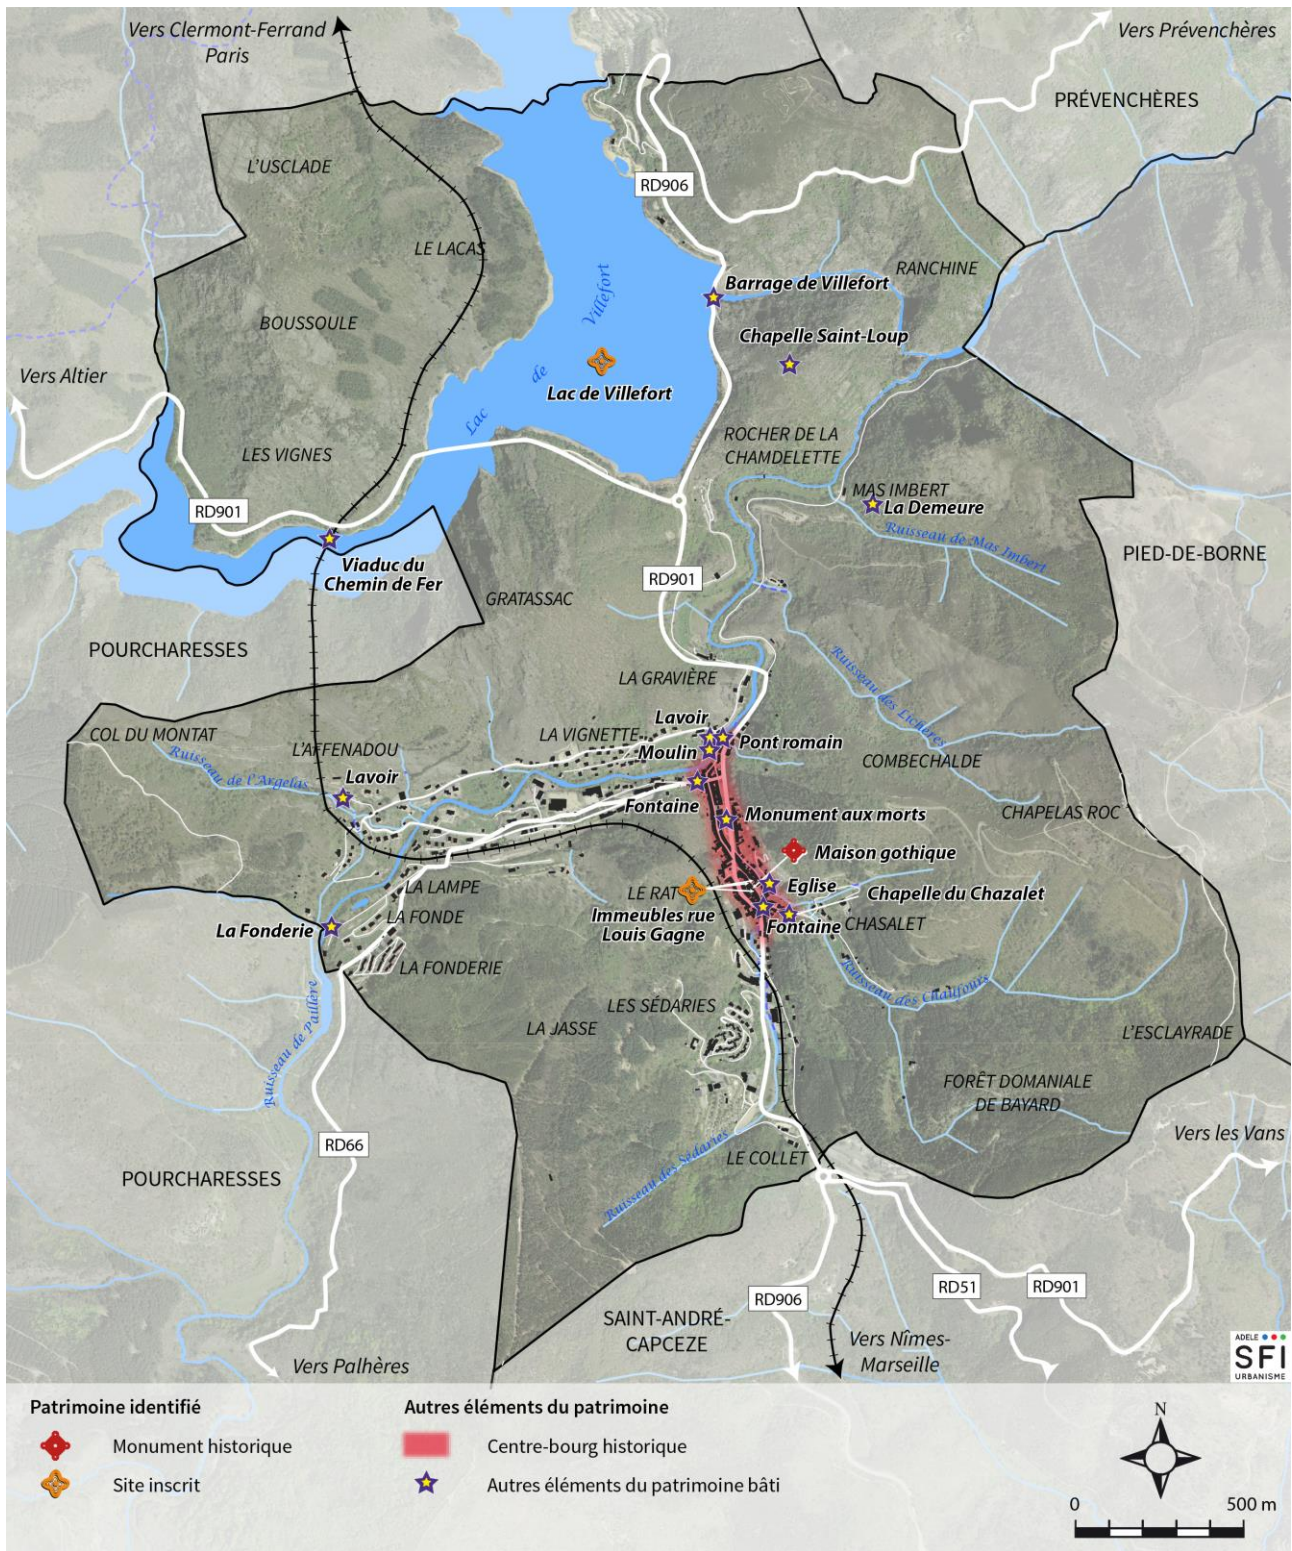 Vers Clermont-Ferrand
Paris
Vers Prévenchères
PRÉVENCHÈRES
L'USCLADE
RD906
LE LACAS
RANCHINE
Villefort
Barrage de Villefort
BOUSSOULE
Chapelle Saint-Loup
de
Vers Altier
Lac de Villefort
Lac
ROCHER DE LA
CHAMDELETTE
LES VIGNES
MAS IMBERT
La Demeure
RD901
Ruisseau de Mas Imbert
PIED-DE-BORNE
Viaduc du
Chemin de Fer
RD901
GRATASSAC
POURCHARESSES
Ruisseau des Lichères
LA GRAVIÈRE
Lavoir
COL DU MONTAT
LA VIGNETTE
Pont romain
L'AFFENADOU
Moulin
COMBECHALDE
Ruisseau de l'Argelas
Lavoir
Fontaine
Monument aux morts
CHAPELAS ROC
Maison gothique
LA LAMPE
LE RAT
Eglise
Chapelle du Chazalet
LA FONDE
Immeubles rue
Louis Gagne
Fontaine
CHASALET
La Fonderie
LA FONDERIE
Ruisseau des Chaufours
LES SÉDARIES
LA JASSE
L'ESCLAYRADE
Ruisseau de Paillère
FORÊT DOMANIALE
DE BAYARD
RD66
Vers les Vans
LE COLLET
POURCHARESSES
Ruisseau des Sédaries
RD51
RD901
RD906
SAINT-ANDRÉ-
CAPCEZE
Vers Nîmes-
Marseille
Vers Palhères
ADELE
SFI
URBANISME
Patrimoine identifié
Monument historique
Site inscrit
Autres éléments du patrimoine
Centre-bourg historique
Autres éléments du patrimoine bâti
N
0 500 m